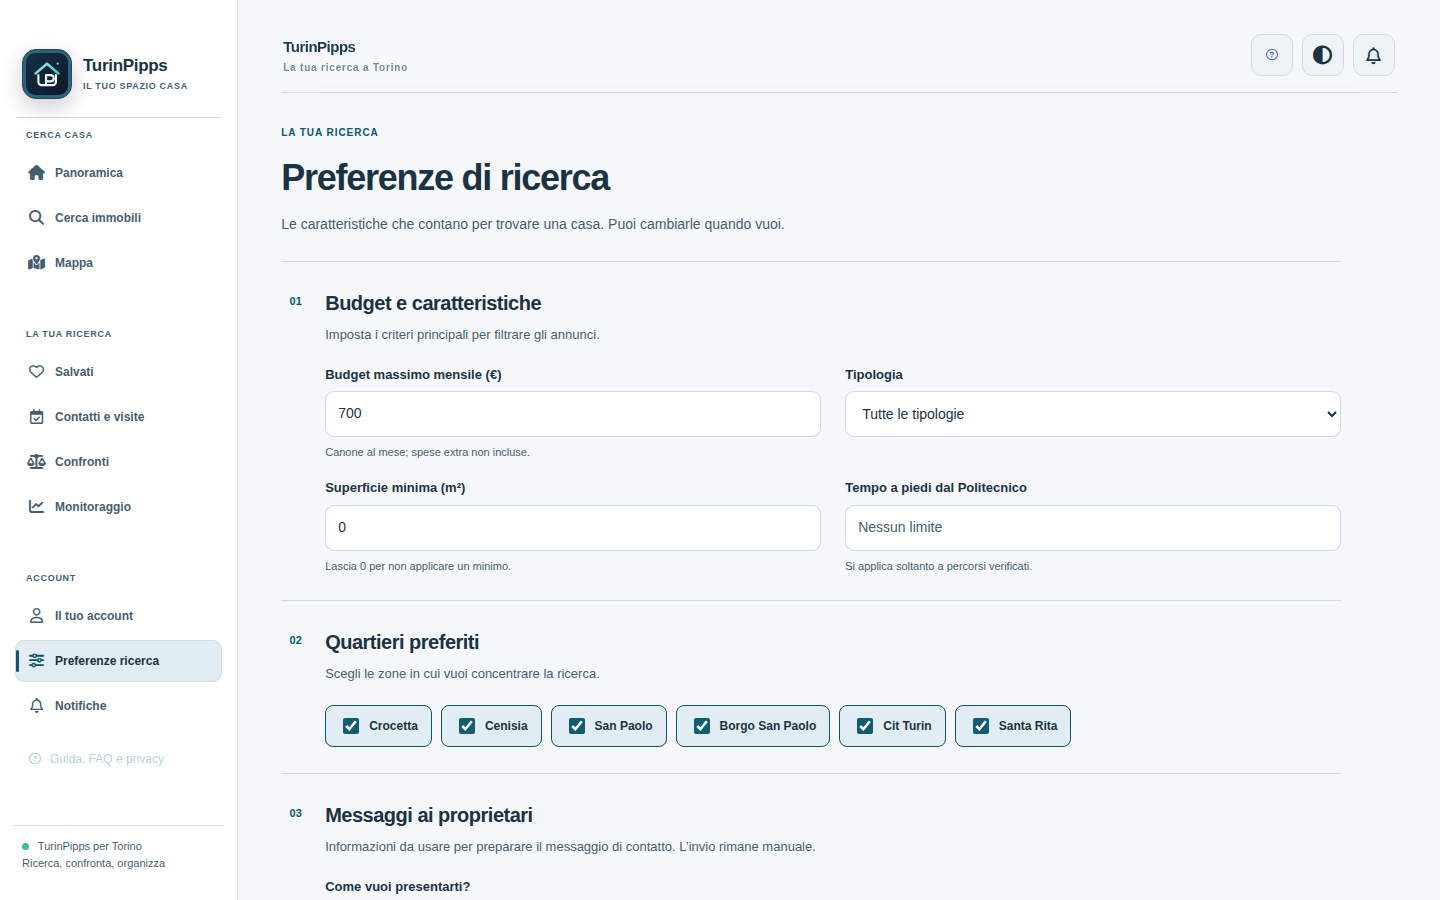 TurinPipps
IL TUO SPAZIO CASA
CERCA CASA
Panoramica
Cerca immobili
Mappa
LA TUA RICERCA
Salvati
Contatti e visite
Confronti
Monitoraggio
ACCOUNT
Il tuo account
Preferenze ricerca
Notifiche
Guida, FAQ e privacy
TurinPipps per Torino
Ricerca, confronta, organizza
TurinPipps
La tua ricerca a Torino
LA TUA RICERCA
Preferenze di ricerca
Le caratteristiche che contano per trovare una casa. Puoi cambiarle quando vuoi.
01 Budget e caratteristiche
Imposta i criteri principali per filtrare gli annunci.
Budget massimo mensile (€)
700
Canone al mese; spese extra non incluse.
Tipologia
Tutte le tipologie
Superficie minima (m²)
0
Lascia 0 per non applicare un minimo.
Tempo a piedi dal Politecnico
Nessun limite
Si applica soltanto a percorsi verificati.
02 Quartieri preferiti
Scegli le zone in cui vuoi concentrare la ricerca.
Crocetta Cenisia San Paolo Borgo San Paolo Cit Turin Santa Rita
03 Messaggi ai proprietari
Informazioni da usare per preparare il messaggio di contatto. L’invio rimane manuale.
Come vuoi presentarti?